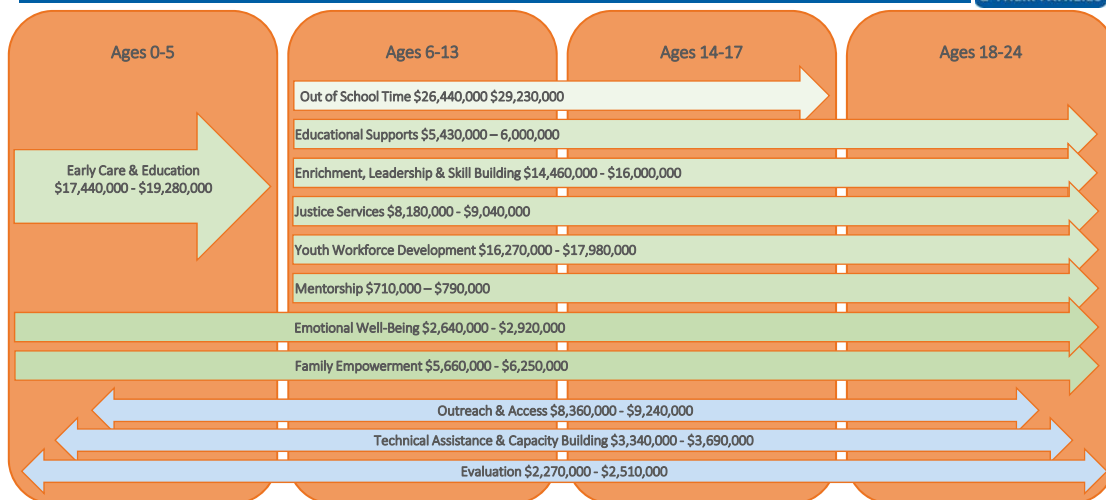 Ages 0-5
Ages 6-13
Ages 14-17
Ages 18-24
Out of School Time $26,440,000 $29,230,000
Educational Supports $5,430,000 – 6,000,000
Early Care & Education
$17,440,000 - $19,280,000
Enrichment, Leadership & Skill Building $14,460,000 - $16,000,000
Justice Services $8,180,000 - $9,040,000
Youth Workforce Development $16,270,000 - $17,980,000
Mentorship $710,000 – $790,000
Emotional Well-Being $2,640,000 - $2,920,000
Family Empowerment $5,660,000 - $6,250,000
Outreach & Access $8,360,000 - $9,240,000
Technical Assistance & Capacity Building $3,340,000 - $3,690,000
Evaluation $2,270,000 - $2,510,000